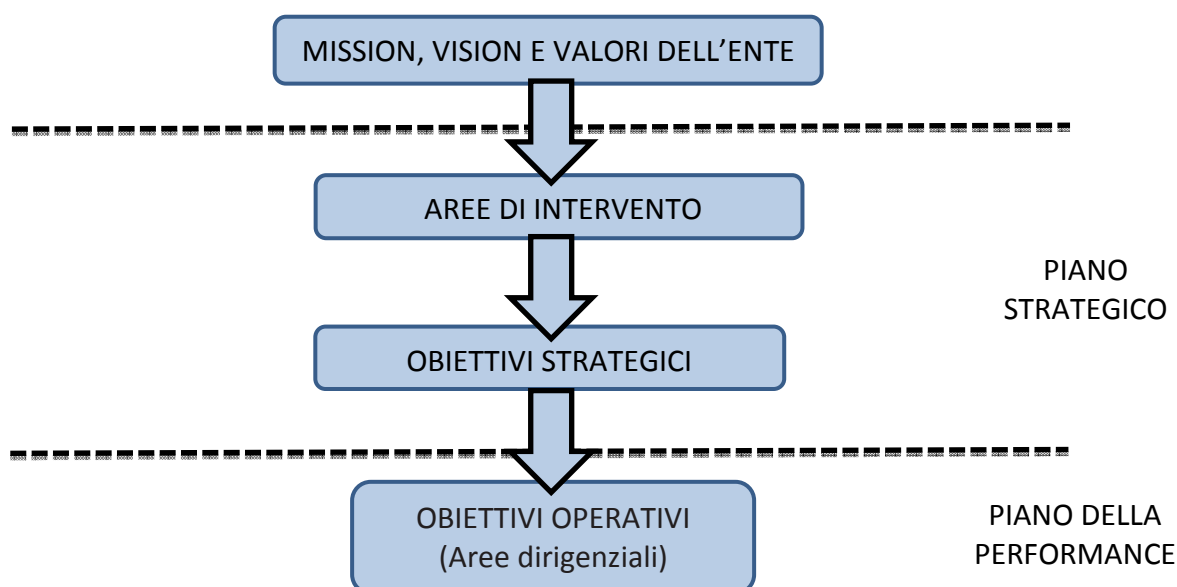 MISSION, VISION E VALORI DELL’ENTE
AREE DI INTERVENTO
PIANO
STRATEGICO
OBIETTIVI STRATEGICI
OBIETTIVI OPERATIVI
(Aree dirigenziali)
PIANO DELLA
PERFORMANCE